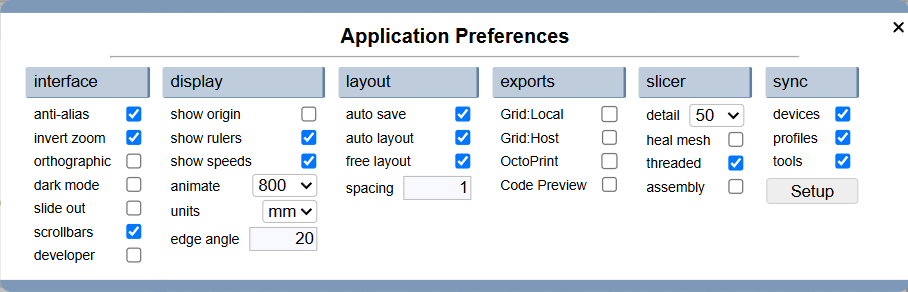 Application Preferences
interface
anti-alias
invert zoom
orthographic
dark mode
slide out
scrollbars
developer
display
show origin
show rulers
show speeds
animate 800
units mm
edge angle 20
layout
auto save
auto layout
free layout
spacing 1
exports
Grid:Local
Grid:Host
OctoPrint
Code Preview
slicer
detail 50
heal mesh
threaded
assembly
sync
devices
profiles
tools
Setup